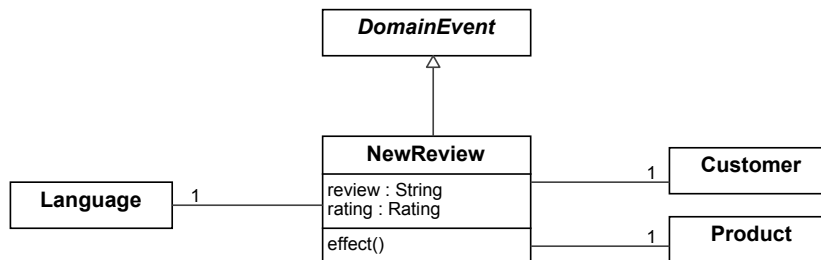 DomainEvent
NewReview
review : String
rating : Rating
effect()
Language
1
1
Customer
1
Product